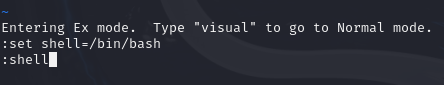 ~
Entering Ex mode.  Type "visual" to go to Normal mode.
:set shell=/bin/bash
:shell